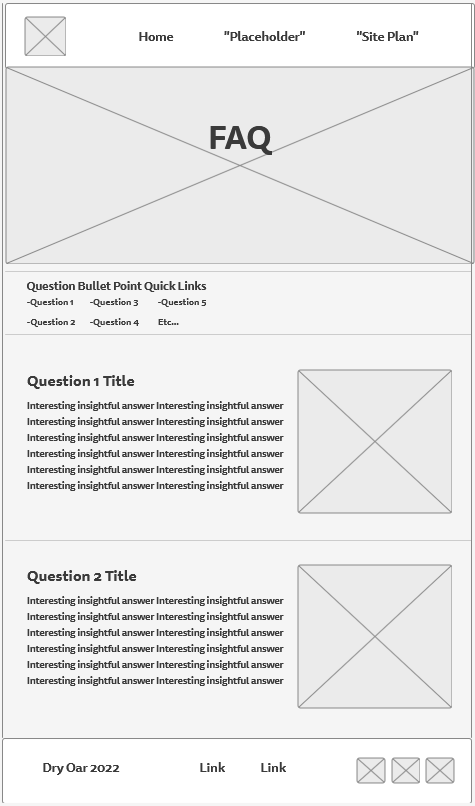 Home "Placeholder" "Site Plan"
FAQ
Question Bullet Point Quick Links
-Question 1 -Question 3 -Question 5
-Question 2 -Question 4 Etc...
Question 1 Title
Interesting insightful answer Interesting insightful answer
Interesting insightful answer Interesting insightful answer
Interesting insightful answer Interesting insightful answer
Interesting insightful answer Interesting insightful answer
Interesting insightful answer Interesting insightful answer
Interesting insightful answer Interesting insightful answer
Question 2 Title
Interesting insightful answer Interesting insightful answer
Interesting insightful answer Interesting insightful answer
Interesting insightful answer Interesting insightful answer
Interesting insightful answer Interesting insightful answer
Interesting insightful answer Interesting insightful answer
Interesting insightful answer Interesting insightful answer
Dry Oar 2022 Link Link